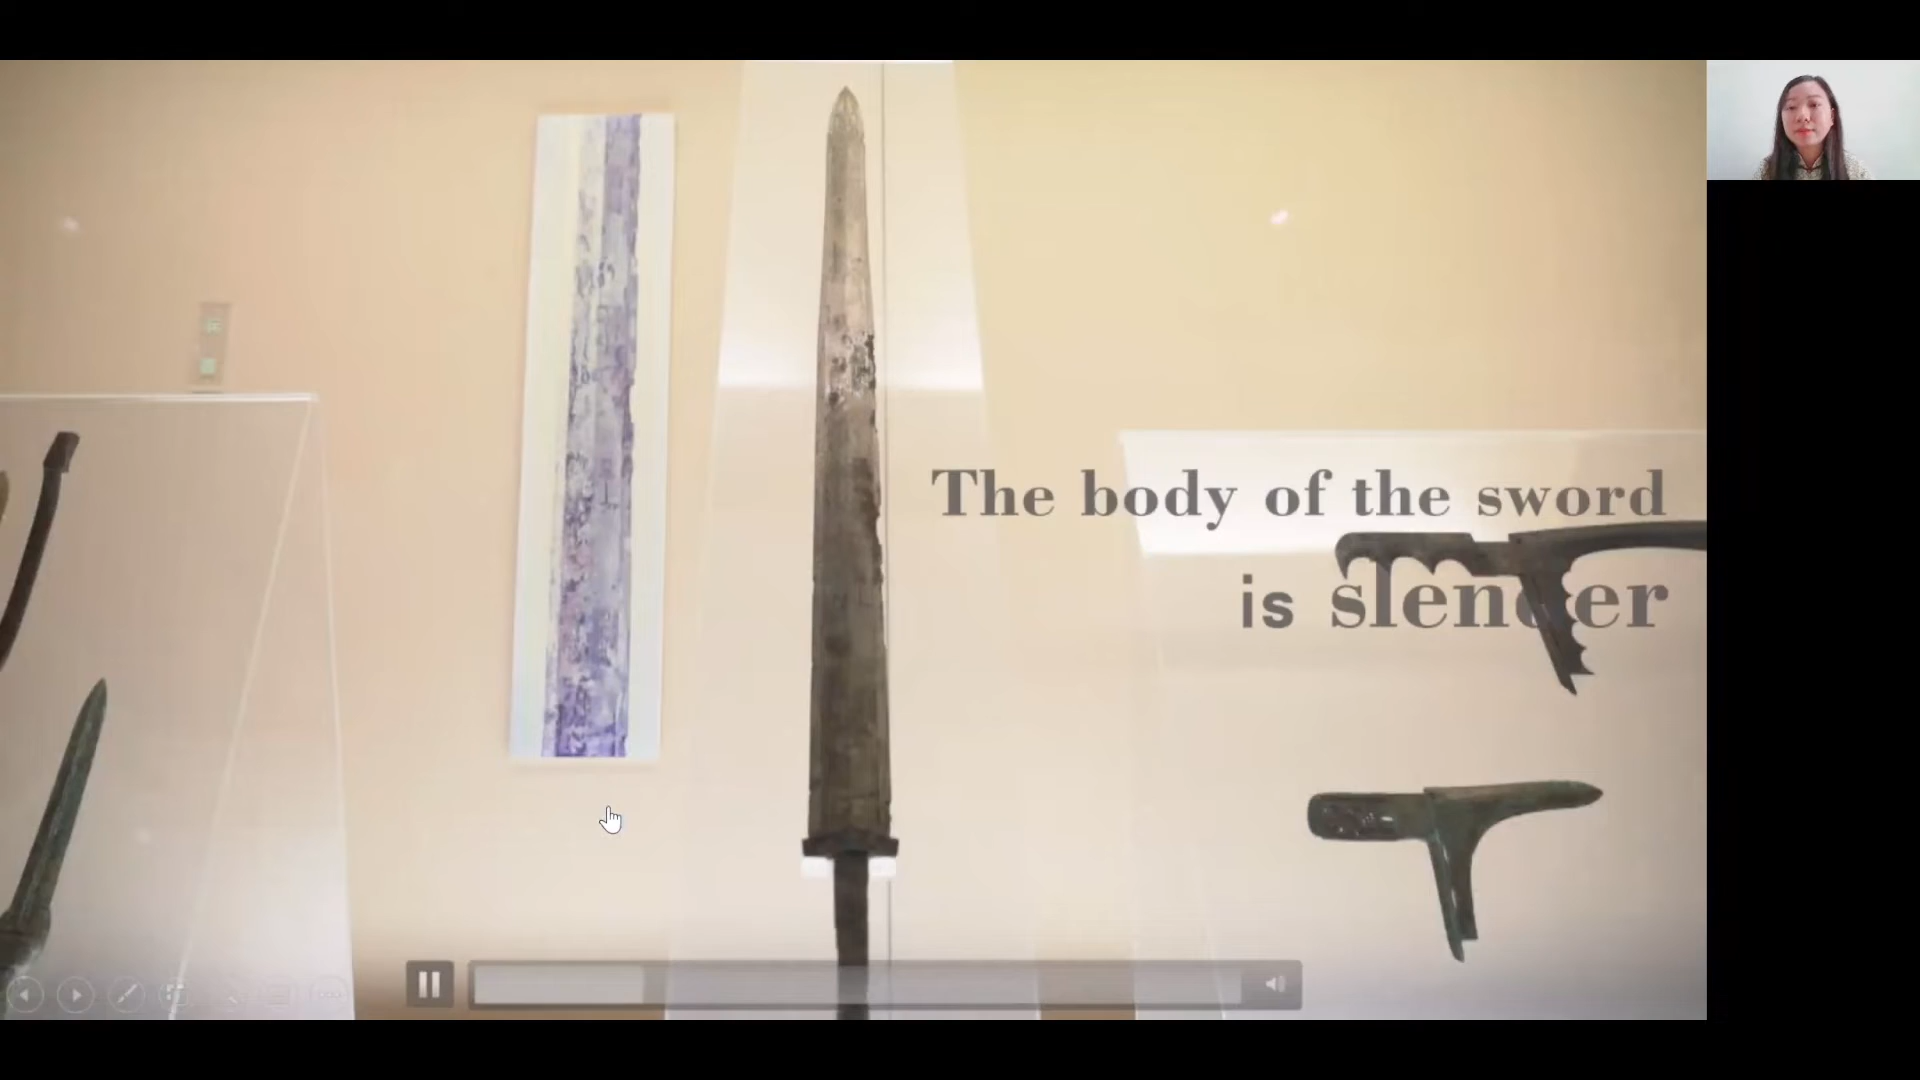 The body of the sword
is slender